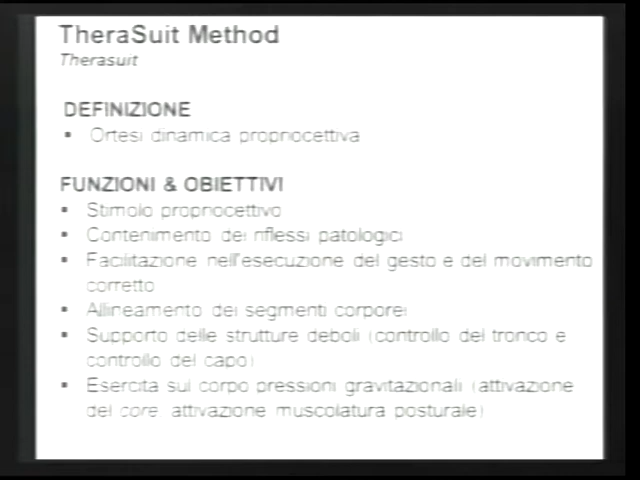 TheraSuit Method
Therasuit
DEFINIZIONE
▪ Ortesi dinamica propriocettiva
FUNZIONI & OBIETTIVI
▪ Stimolo propriocettivo
▪ Contenimento dei riflessi patologici
▪ Facilitazione nell'esecuzione del gesto e del movimento
corretto
▪ Allineamento dei segmenti corporei
▪ Supporto delle strutture deboli (controllo del tronco e
controllo del capo)
▪ Esercita sul corpo pressioni gravitazionali (attivazione
del core attivazione muscolatura posturale)